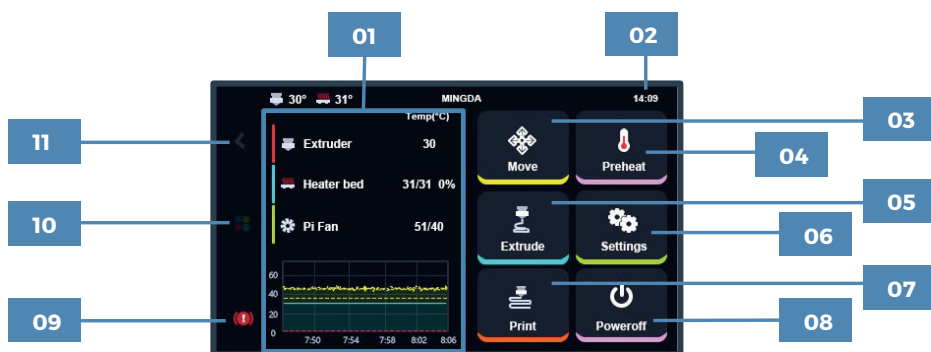 01
02
30° 31° MINGDA 14:09
Temp(°C)
03
11
Extruder 30
Move
Preheat
04
Heater bed 31/31 0%
05
10
Pi Fan 51/40
Extrude
Settings
06
60
40
20
0
7:50 7:54 7:58 8:02 8:06
07
09
Print
Poweroff
08